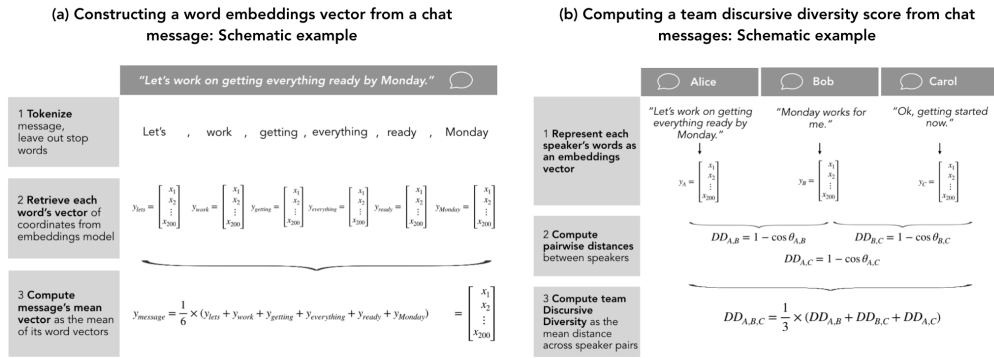 (a) Constructing a word embeddings vector from a chat
message: Schematic example
"Let's work on getting everything ready by Monday."
1 Tokenize
message,
leave out stop
words
Let's , work , getting , everything , ready , Monday
2 Retrieve each
word's vector of
coordinates from
embeddings model
y_lets = [x_1 x_2 ⋮ x_200] y_work = [x_1 x_2 ⋮ x_200] y_getting = [x_1 x_2 ⋮ x_200] y_everything = [x_1 x_2 ⋮ x_200] y_ready = [x_1 x_2 ⋮ x_200] y_Monday = [x_1 x_2 ⋮ x_200]
3 Compute
message's mean
vector as the mean
of its word vectors
y_message = 1/6 × (y_lets + y_work + y_getting + y_everything + y_ready + y_Monday) = [x_1 x_2 ⋮ x_200]
(b) Computing a team discursive diversity score from chat
messages: Schematic example
Alice Bob Carol
1 Represent each
speaker's words as
an embeddings
vector
"Let's work on getting
everything ready by
Monday."
"Monday works for
me."
"Ok, getting started
now."
y_A = [x_1 x_2 ⋮ x_200] y_B = [x_1 x_2 ⋮ x_200] y_C = [x_1 x_2 ⋮ x_200]
2 Compute
pairwise distances
between speakers
DD_A,B = 1 − cos θ_A,B DD_B,C = 1 − cos θ_B,C
DD_A,C = 1 − cos θ_A,C
3 Compute team
Discursive
Diversity as the
mean distance
across speaker pairs
DD_A,B,C = 1/3 × (DD_A,B + DD_B,C + DD_A,C)